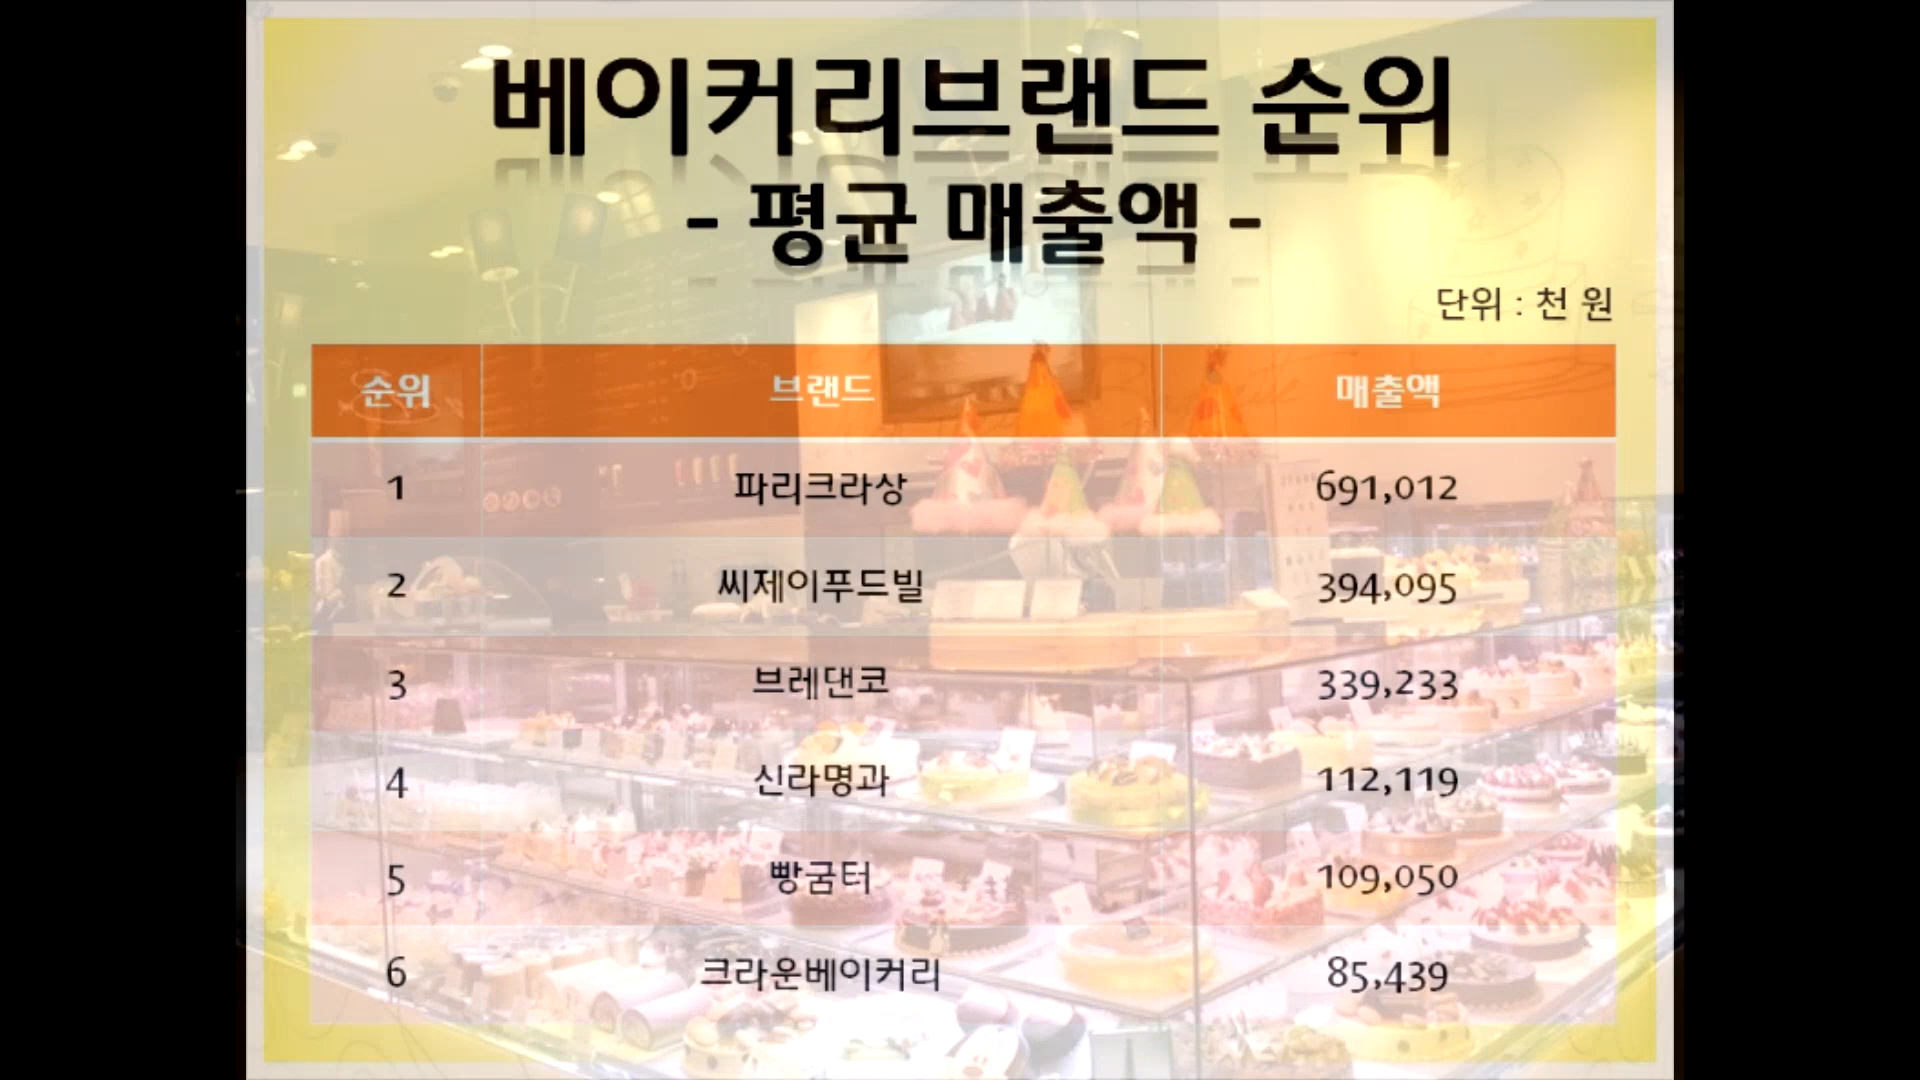 베이커리브랜드 순위
- 평균 매출액 -
단위 : 천 원
순위 브랜드 매출액
1 파리크라상 691,012
2 씨제이푸드빌 394,095
3 브레댄코 339,233
4 신라명과 112,119
5 빵굼터 109,050
6 크라운베이커리 85,439